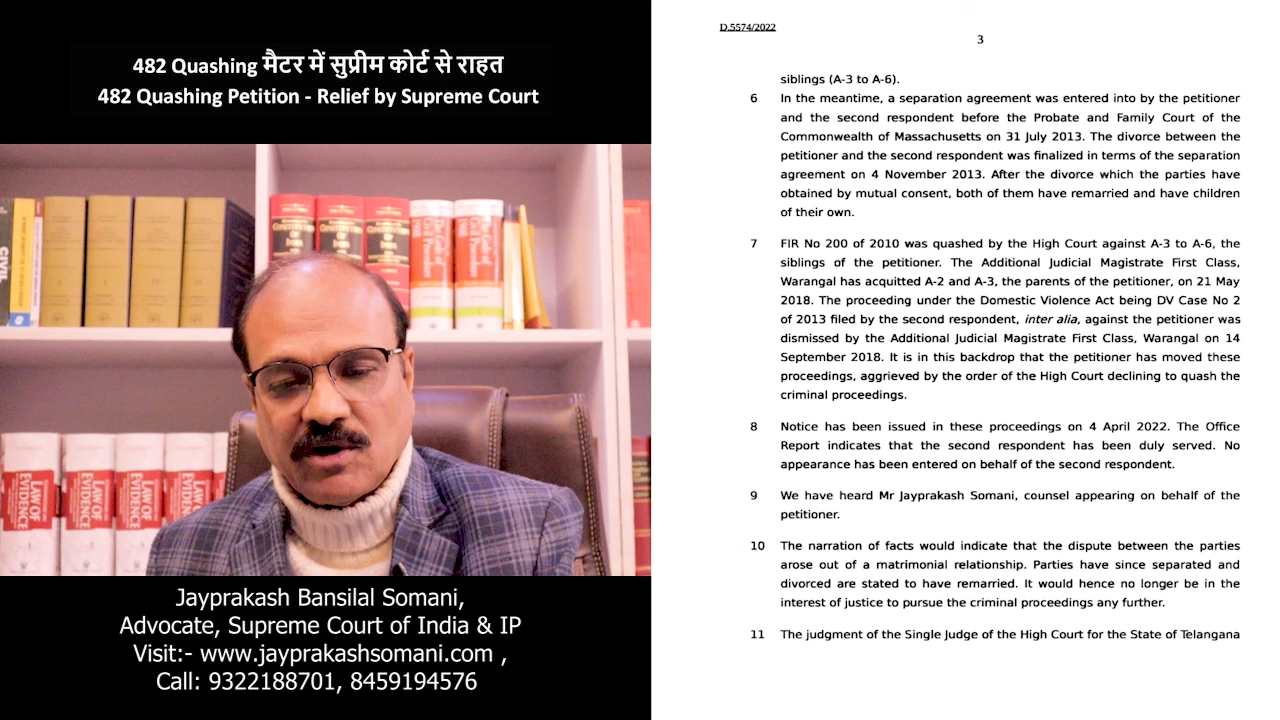 482 Quashing मैटर में सुप्रीम कोर्ट से राहत
482 Quashing Petition - Relief by Supreme Court
CIVIL
LAW OF
EVIDENCE
LAW OF
EVIDENCE
LAW OF
EVIDENCE
LAW OF
EVIDENCE
Jayprakash Bansilal Somani,
Advocate, Supreme Court of India & IP
Visit:- www.jayprakashsomani.com ,
Call: 9322188701, 8459194576
D.5574/2022
3
siblings (A-3 to A-6).
6 In the meantime, a separation agreement was entered into by the petitioner
and the second respondent before the Probate and Family Court of the
Commonwealth of Massachusetts on 31 July 2013. The divorce between the
petitioner and the second respondent was finalized in terms of the separation
agreement on 4 November 2013. After the divorce which the parties have
obtained by mutual consent, both of them have remarried and have children
of their own.
7 FIR No 200 of 2010 was quashed by the High Court against A-3 to A-6, the
siblings of the petitioner. The Additional Judicial Magistrate First Class,
Warangal has acquitted A-2 and A-3, the parents of the petitioner, on 21 May
2018. The proceeding under the Domestic Violence Act being DV Case No 2
of 2013 filed by the second respondent, inter alia, against the petitioner was
dismissed by the Additional Judicial Magistrate First Class, Warangal on 14
September 2018. It is in this backdrop that the petitioner has moved these
proceedings, aggrieved by the order of the High Court declining to quash the
criminal proceedings.
8 Notice has been issued in these proceedings on 4 April 2022. The Office
Report indicates that the second respondent has been duly served. No
appearance has been entered on behalf of the second respondent.
9 We have heard Mr Jayprakash Somani, counsel appearing on behalf of the
petitioner.
10 The narration of facts would indicate that the dispute between the parties
arose out of a matrimonial relationship. Parties have since separated and
divorced are stated to have remarried. It would hence no longer be in the
interest of justice to pursue the criminal proceedings any further.
11 The judgment of the Single Judge of the High Court for the State of Telangana